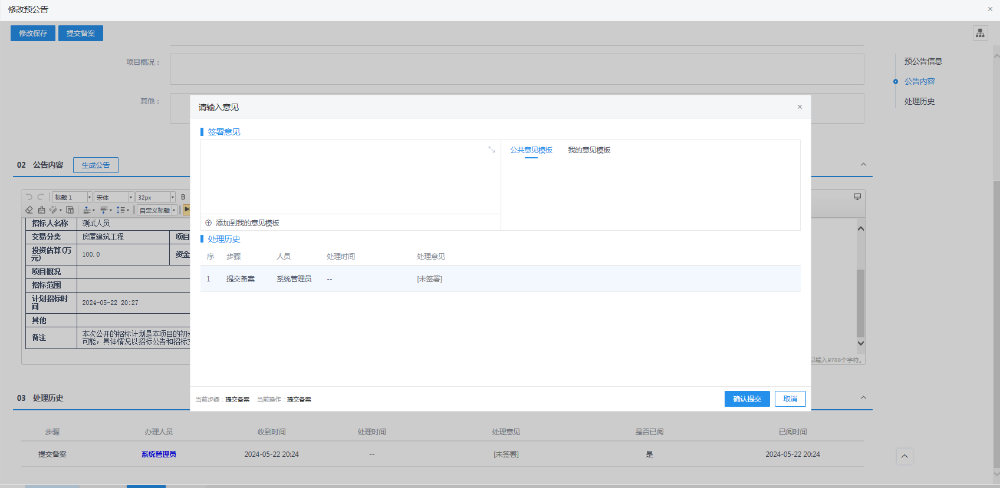 修改预公告
修改保存
提交备案
项目概况：
其他：
预公告信息
公告内容
处理历史
请输入意见
签署意见
公共意见模板
我的意见模板
添加到我的意见模板
处理历史
序 步骤 人员 处理时间 处理意见
1 提交备案 系统管理员 -- [未签署]
当前步骤：提交备案 当前操作：提交备案
确认提交
取消
02 公告内容 生成公告
标题 1 宋体 32px B
自定义标题
招标人名称 测试人员
交易分类 房屋建筑工程 项目
投资估算(万元) 100.0 资金
项目概况
招标范围
计划招标时间 2024-05-22 20:27
其他
备注 本次公开的招标计划是本项目的初
可能，具体情况以招标公告和招标
以输入9788个字符。
03 处理历史
步骤 办理人员 收到时间 处理时间 处理意见 是否已阅 已阅时间
提交备案 系统管理员 2024-05-22 20:24 -- [未签署] 是 2024-05-22 20:24